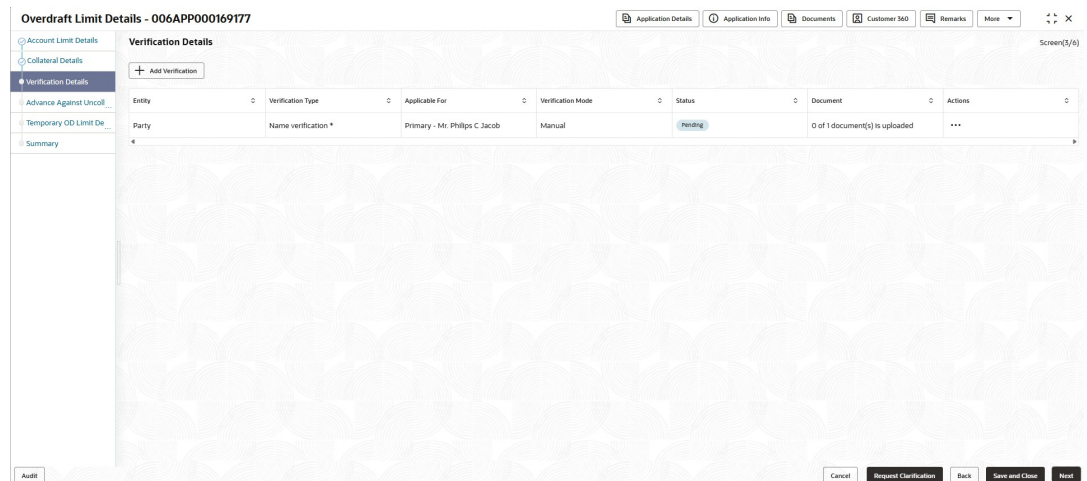 Overdraft Limit Details - 006APP000169177
Application Details
Application Info
Documents
Customer 360
Remarks
More
Account Limit Details
Collateral Details
Verification Details
Advance Against Uncoll...
Temporary OD Limit De...
Summary
Verification Details
Screen(3/6)
Add Verification
Entity Verification Type Applicable For Verification Mode Status Document Actions
Party Name verification * Primary - Mr. Philips C Jacob Manual Pending 0 of 1 document(s) is uploaded ...
Audit
Cancel Request Clarification Back Save and Close Next